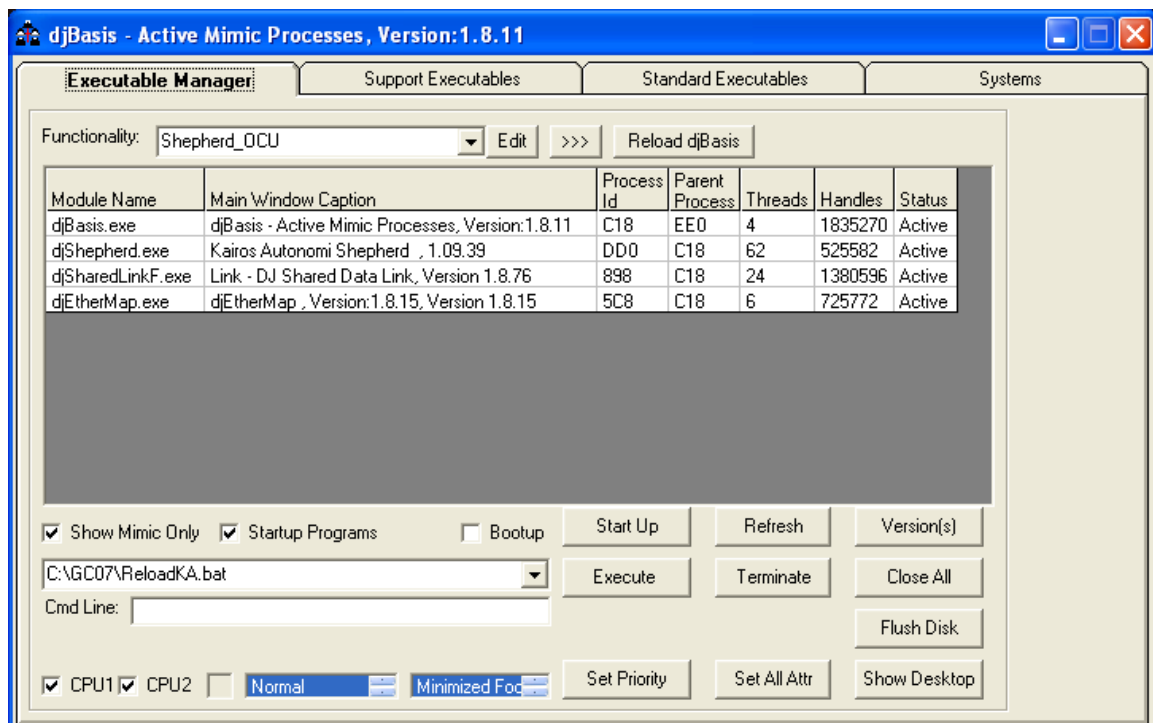 djBasis - Active Mimic Processes, Version:1.8.11
Executable Manager Support Executables Standard Executables Systems
Functionality: Shepherd_OCU Edit >>> Reload djBasis
Module Name Main Window Caption Process Id Parent Process Threads Handles Status
djBasis.exe djBasis - Active Mimic Processes, Version:1.8.11 C18 EE0 4 1835270 Active
djShepherd.exe Kairos Autonomi Shepherd , 1.09.39 DD0 C18 62 525582 Active
djSharedLinkF.exe Link - DJ Shared Data Link, Version 1.8.76 898 C18 24 1380596 Active
djEtherMap.exe djEtherMap , Version:1.8.15, Version 1.8.15 5C8 C18 6 725772 Active
Show Mimic Only Startup Programs Bootup Start Up Refresh Version(s)
C:\GC07\ReloadKA.bat Execute Terminate Close All
Cmd Line:
Flush Disk
CPU1 CPU2 Normal Minimized Foc Set Priority Set All Attr Show Desktop